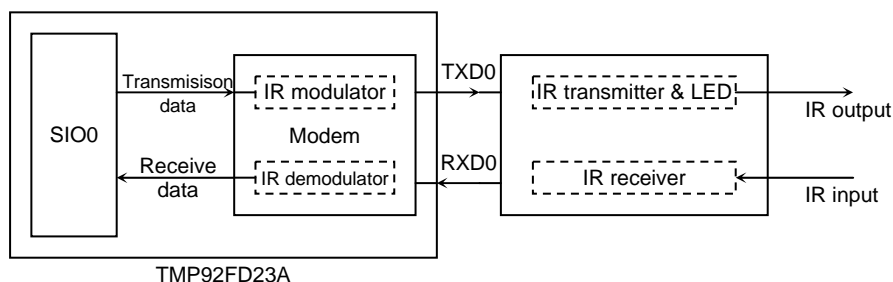 Transmisison
data
SIO0
Receive
data
IR modulator
Modem
IR demodulator
TXD0
RXD0
IR transmitter & LED
IR receiver
IR output
IR input
TMP92FD23A